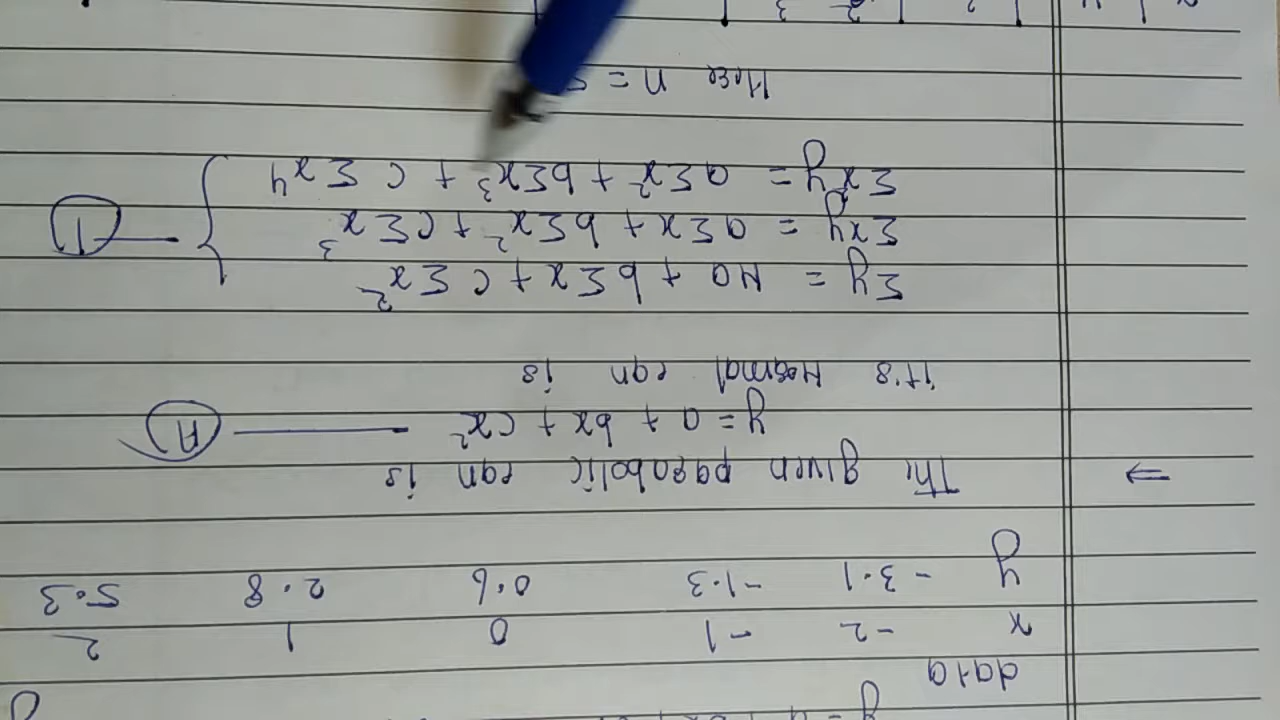 data
x -2 -1 0 1 2
y -3.1 -1.3 0.6 2.8 5.3
⇒ The given parabolic eqn is
y = a + bx + cx² ——— (A)
it's Normal eqn is
Σy = Na + bΣx + cΣx²
Σxy = aΣx + bΣx² + cΣx³
Σx²y = aΣx² + bΣx³ + cΣx⁴ } — (1)
Here n =